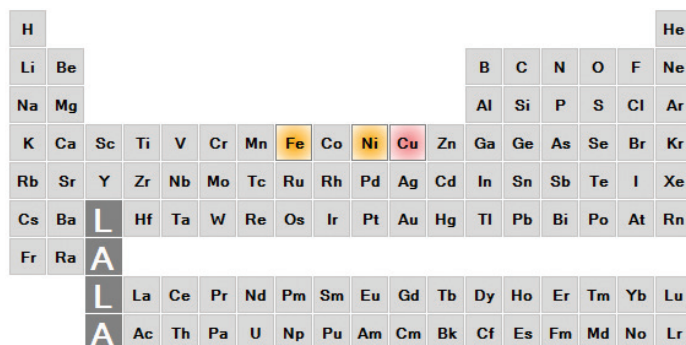 H He
Li Be B C N O F Ne
Na Mg Al Si P S Cl Ar
K Ca Sc Ti V Cr Mn Fe Co Ni Cu Zn Ga Ge As Se Br Kr
Rb Sr Y Zr Nb Mo Tc Ru Rh Pd Ag Cd In Sn Sb Te I Xe
Cs Ba L Hf Ta W Re Os Ir Pt Au Hg Tl Pb Bi Po At Rn
Fr Ra A
L La Ce Pr Nd Pm Sm Eu Gd Tb Dy Ho Er Tm Yb Lu
A Ac Th Pa U Np Pu Am Cm Bk Cf Es Fm Md No Lr